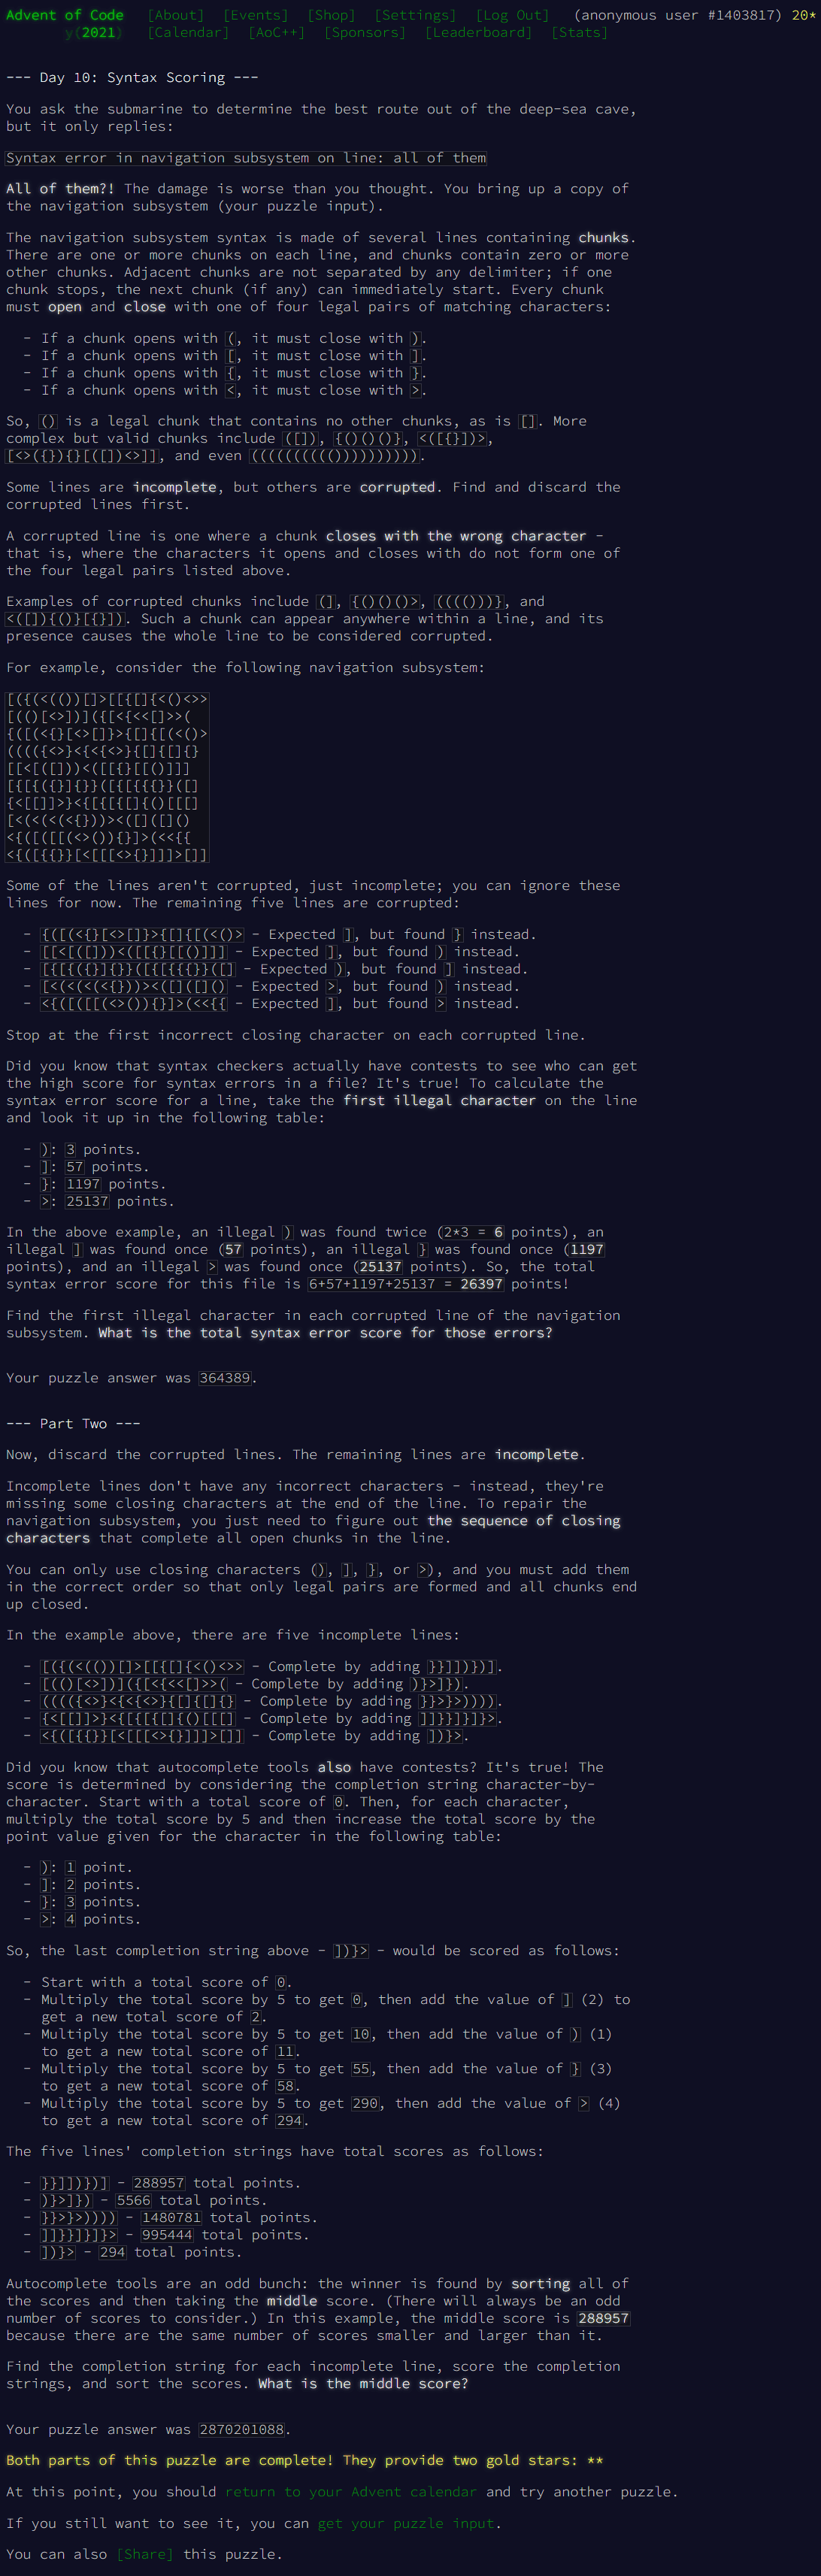 Advent of Code [About] [Events] [Shop] [Settings] [Log Out] (anonymous user #1403817) 20*
y(2021) [Calendar] [AoC++] [Sponsors] [Leaderboard] [Stats]
--- Day 10: Syntax Scoring ---
You ask the submarine to determine the best route out of the deep-sea cave,
but it only replies:
Syntax error in navigation subsystem on line: all of them
All of them?! The damage is worse than you thought. You bring up a copy of
the navigation subsystem (your puzzle input).
The navigation subsystem syntax is made of several lines containing chunks.
There are one or more chunks on each line, and chunks contain zero or more
other chunks. Adjacent chunks are not separated by any delimiter; if one
chunk stops, the next chunk (if any) can immediately start. Every chunk
must open and close with one of four legal pairs of matching characters:
- If a chunk opens with (, it must close with ).
- If a chunk opens with [, it must close with ].
- If a chunk opens with {, it must close with }.
- If a chunk opens with <, it must close with >.
So, () is a legal chunk that contains no other chunks, as is []. More
complex but valid chunks include ([]), {()()()}, <([{}])>,
[<>({}){}[([])<>]], and even (((((((((()))))))))).
Some lines are incomplete, but others are corrupted. Find and discard the
corrupted lines first.
A corrupted line is one where a chunk closes with the wrong character -
that is, where the characters it opens and closes with do not form one of
the four legal pairs listed above.
Examples of corrupted chunks include (], {()()()>, (((()))}, and
<([]){()}[{}]). Such a chunk can appear anywhere within a line, and its
presence causes the whole line to be considered corrupted.
For example, consider the following navigation subsystem:
[({(<(())[]>[[{[]{<()<>>
[(()[<>])]({[<{<<[]>>(
{([(<{}[<>[]}>{[]{[(<()>
(((({<>}<{<{<>}{[]{[]{}
[[<[([]))<([[{}[[()]]]
[{[{({}]{}}([{[{{{}}([]
{<[[]]>}<{[{[{[]{()[[[]
[<(<(<(<{}))><([]([]()
<{([([[(<>()){}]>(<<{{
<{([{{}}[<[[[<>{}]]]>[]]
Some of the lines aren't corrupted, just incomplete; you can ignore these
lines for now. The remaining five lines are corrupted:
- {([(<{}[<>[]}>{[]{[(<()> - Expected ], but found } instead.
- [[<[([]))<([[{}[[()]]] - Expected ], but found ) instead.
- [{[{({}]{}}([{[{{{}}([] - Expected ), but found ] instead.
- [<(<(<(<{}))><([]([]() - Expected >, but found ) instead.
- <{([([[(<>()){}]>(<<{{ - Expected ], but found > instead.
Stop at the first incorrect closing character on each corrupted line.
Did you know that syntax checkers actually have contests to see who can get
the high score for syntax errors in a file? It's true! To calculate the
syntax error score for a line, take the first illegal character on the line
and look it up in the following table:
- ): 3 points.
- ]: 57 points.
- }: 1197 points.
- >: 25137 points.
In the above example, an illegal ) was found twice (2*3 = 6 points), an
illegal ] was found once (57 points), an illegal } was found once (1197
points), and an illegal > was found once (25137 points). So, the total
syntax error score for this file is 6+57+1197+25137 = 26397 points!
Find the first illegal character in each corrupted line of the navigation
subsystem. What is the total syntax error score for those errors?
Your puzzle answer was 364389.
--- Part Two ---
Now, discard the corrupted lines. The remaining lines are incomplete.
Incomplete lines don't have any incorrect characters - instead, they're
missing some closing characters at the end of the line. To repair the
navigation subsystem, you just need to figure out the sequence of closing
characters that complete all open chunks in the line.
You can only use closing characters (), ], }, or >), and you must add them
in the correct order so that only legal pairs are formed and all chunks end
up closed.
In the example above, there are five incomplete lines:
- [({(<(())[]>[[{[]{<()<>> - Complete by adding }}]])})].
- [(()[<>])]({[<{<<[]>>( - Complete by adding )}>]}).
- (((({<>}<{<{<>}{[]{[]{} - Complete by adding }}>}>)))).
- {<[[]]>}<{[{[{[]{()[[[] - Complete by adding ]]}}]}]}>.
- <{([{{}}[<[[[<>{}]]]>[]] - Complete by adding ])}>.
Did you know that autocomplete tools also have contests? It's true! The
score is determined by considering the completion string character-by-
character. Start with a total score of 0. Then, for each character,
multiply the total score by 5 and then increase the total score by the
point value given for the character in the following table:
- ): 1 point.
- ]: 2 points.
- }: 3 points.
- >: 4 points.
So, the last completion string above - ])}> - would be scored as follows:
- Start with a total score of 0.
- Multiply the total score by 5 to get 0, then add the value of ] (2) to
get a new total score of 2.
- Multiply the total score by 5 to get 10, then add the value of ) (1)
to get a new total score of 11.
- Multiply the total score by 5 to get 55, then add the value of } (3)
to get a new total score of 58.
- Multiply the total score by 5 to get 290, then add the value of > (4)
to get a new total score of 294.
The five lines' completion strings have total scores as follows:
- }}]])})] - 288957 total points.
- )}>]}) - 5566 total points.
- }}>}>)))) - 1480781 total points.
- ]]}}]}]}> - 995444 total points.
- ])}> - 294 total points.
Autocomplete tools are an odd bunch: the winner is found by sorting all of
the scores and then taking the middle score. (There will always be an odd
number of scores to consider.) In this example, the middle score is 288957
because there are the same number of scores smaller and larger than it.
Find the completion string for each incomplete line, score the completion
strings, and sort the scores. What is the middle score?
Your puzzle answer was 2870201088.
Both parts of this puzzle are complete! They provide two gold stars: **
At this point, you should return to your Advent calendar and try another puzzle.
If you still want to see it, you can get your puzzle input.
You can also [Share] this puzzle.